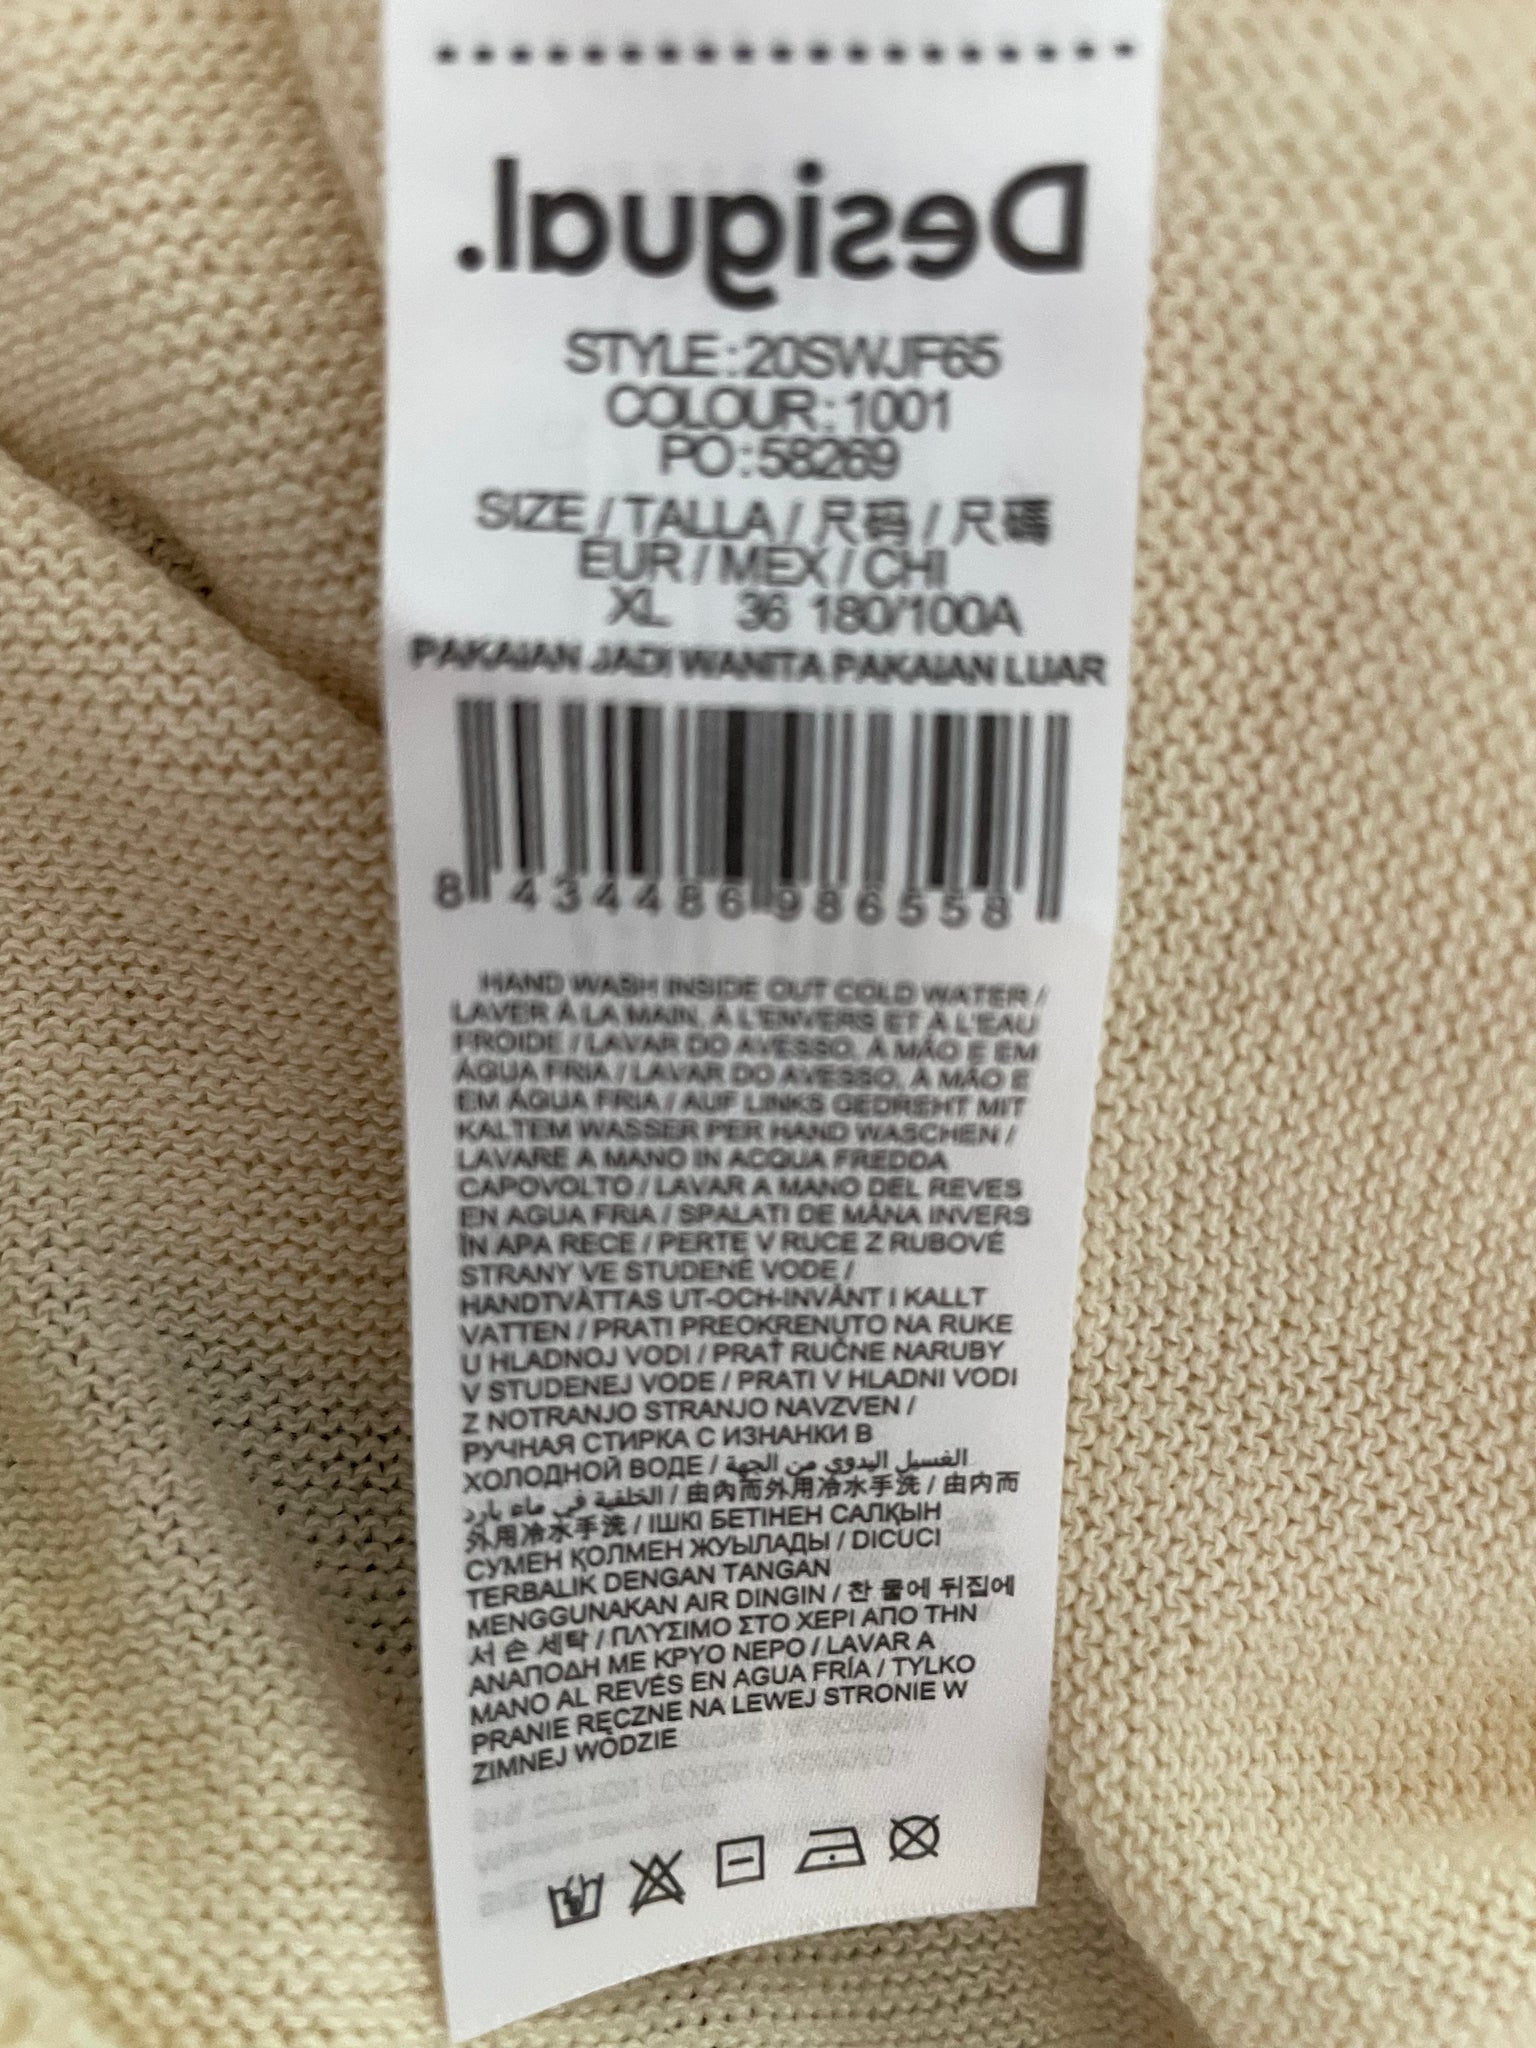 Desigual.
STYLE : 20SWJF65
COLOUR : 1001
PO : 58269
SIZE / TALLA / 尺码 / 尺碼
EUR / MEX / CHI
XL 36 180/100A
PAKAIAN JADI WANITA PAKAIAN LUAR
8 434486 986558
HAND WASH INSIDE OUT COLD WATER /
LAVER À LA MAIN, À L'ENVERS ET À L'EAU
FROIDE / LAVAR DO AVESSO, À MÃO E EM
ÁGUA FRIA / LAVAR DO AVESSO, À MÃO E
EM ÁGUA FRIA / AUF LINKS GEDREHT MIT
KALTEM WASSER PER HAND WASCHEN /
LAVARE A MANO IN ACQUA FREDDA
CAPOVOLTO / LAVAR A MANO DEL REVES
EN AGUA FRIA / SPALATI DE MÂNA INVERS
ÎN APA RECE / PERTE V RUCE Z RUBOVÉ
STRANY VE STUDENÉ VODE /
HANDTVÄTTAS UT-OCH-INVÄNT I KALLT
VATTEN / PRATI PREOKRENUTO NA RUKE
U HLADNOJ VODI / PRAŤ RUČNE NARUBY
V STUDENEJ VODE / PRATI V HLADNI VODI
Z NOTRANJO STRANJO NAVZVEN /
РУЧНАЯ СТИРКА С ИЗНАНКИ В
ХОЛОДНОЙ ВОДЕ / الغسيل اليدوي من الجهة
الخلفية في ماء بارد / 由內而外用冷水手洗 / 由内而
外用冷水手洗 / ІШКІ БЕТІНЕН САЛҚЫН
СУМЕН ҚОЛМЕН ЖУЫЛАДЫ / DICUCI
TERBALIK DENGAN TANGAN
MENGGUNAKAN AIR DINGIN / 찬 물에 뒤집에
서 손 세탁 / ΠΛΥΣΙΜΟ ΣΤΟ ΧΕΡΙ ΑΠΟ ΤΗΝ
ΑΝΑΠΟΔΗ ΜΕ ΚΡΥΟ ΝΕΡΟ / LAVAR A
MANO AL REVÉS EN AGUA FRÍA / TYLKO
PRANIE RĘCZNE NA LEWEJ STRONIE W
ZIMNEJ WODZIE